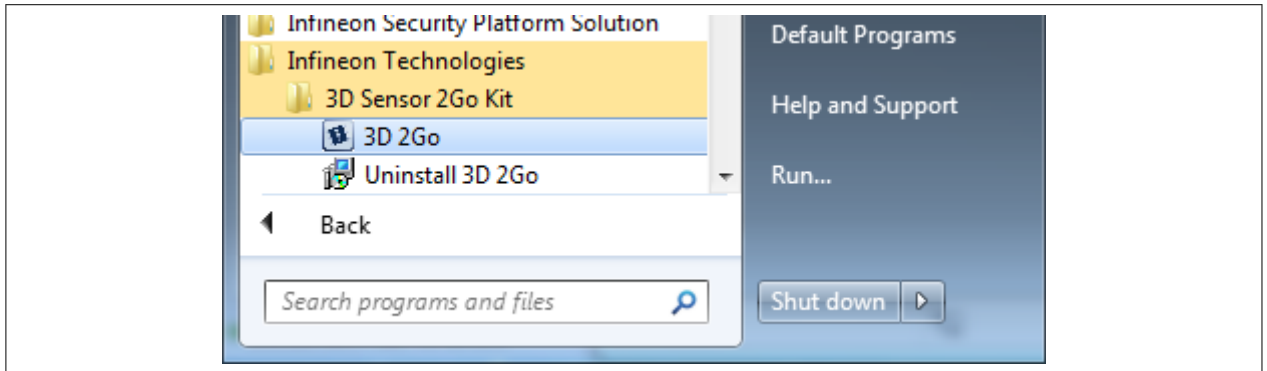 Infineon Security Platform Solution
Infineon Technologies
3D Sensor 2Go Kit
3D 2Go
Uninstall 3D 2Go
Back
Search programs and files
Default Programs
Help and Support
Run...
Shut down